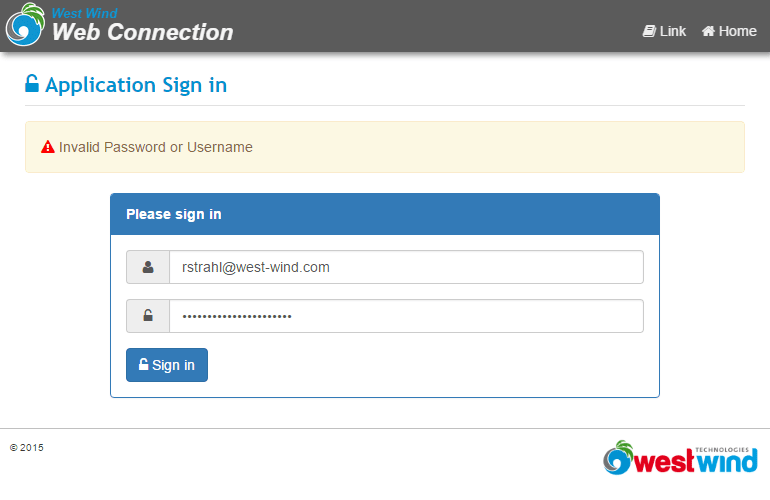 West Wind
Web Connection
Link Home
Application Sign in
Invalid Password or Username
Please sign in
rstrahl@west-wind.com
••••••••••••••••••••••
Sign in
© 2015
TECHNOLOGIES
westwind